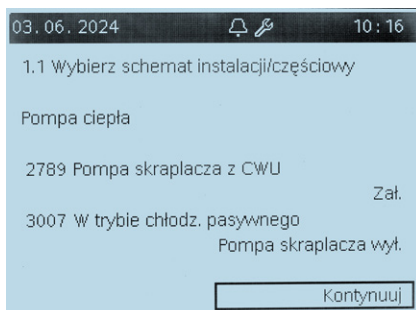 03.06.2024 10:16
1.1 Wybierz schemat instalacji/częściowy
Pompa ciepła
2789 Pompa skraplacza z CWU
Zał.
3007 W trybie chłodz. pasywnego
Pompa skraplacza wył.
Kontynuuj